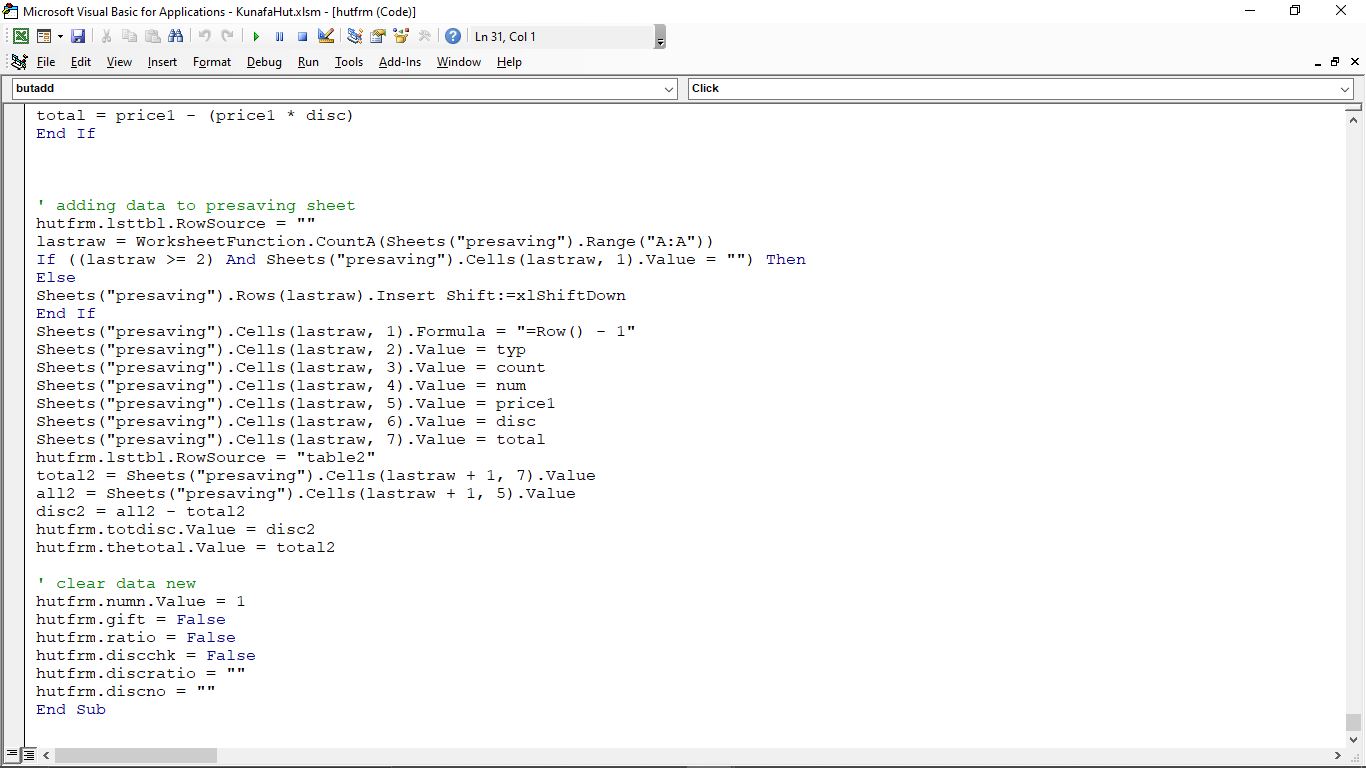 Microsoft Visual Basic for Applications - KunafaHut.xlsm - [hutfrm (Code)]
Ln 31, Col 1
File Edit View Insert Format Debug Run Tools Add-Ins Window Help
butadd Click
total = price1 - (price1 * disc)
End If
' adding data to presaving sheet
hutfrm.lsttbl.RowSource = ""
lastraw = WorksheetFunction.CountA(Sheets("presaving").Range("A:A"))
If ((lastraw >= 2) And Sheets("presaving").Cells(lastraw, 1).Value = "") Then
Else
Sheets("presaving").Rows(lastraw).Insert Shift:=xlShiftDown
End If
Sheets("presaving").Cells(lastraw, 1).Formula = "=Row() - 1"
Sheets("presaving").Cells(lastraw, 2).Value = typ
Sheets("presaving").Cells(lastraw, 3).Value = count
Sheets("presaving").Cells(lastraw, 4).Value = num
Sheets("presaving").Cells(lastraw, 5).Value = price1
Sheets("presaving").Cells(lastraw, 6).Value = disc
Sheets("presaving").Cells(lastraw, 7).Value = total
hutfrm.lsttbl.RowSource = "table2"
total2 = Sheets("presaving").Cells(lastraw + 1, 7).Value
all2 = Sheets("presaving").Cells(lastraw + 1, 5).Value
disc2 = all2 - total2
hutfrm.totdisc.Value = disc2
hutfrm.thetotal.Value = total2
' clear data new
hutfrm.numn.Value = 1
hutfrm.gift = False
hutfrm.ratio = False
hutfrm.discchk = False
hutfrm.discratio = ""
hutfrm.discno = ""
End Sub